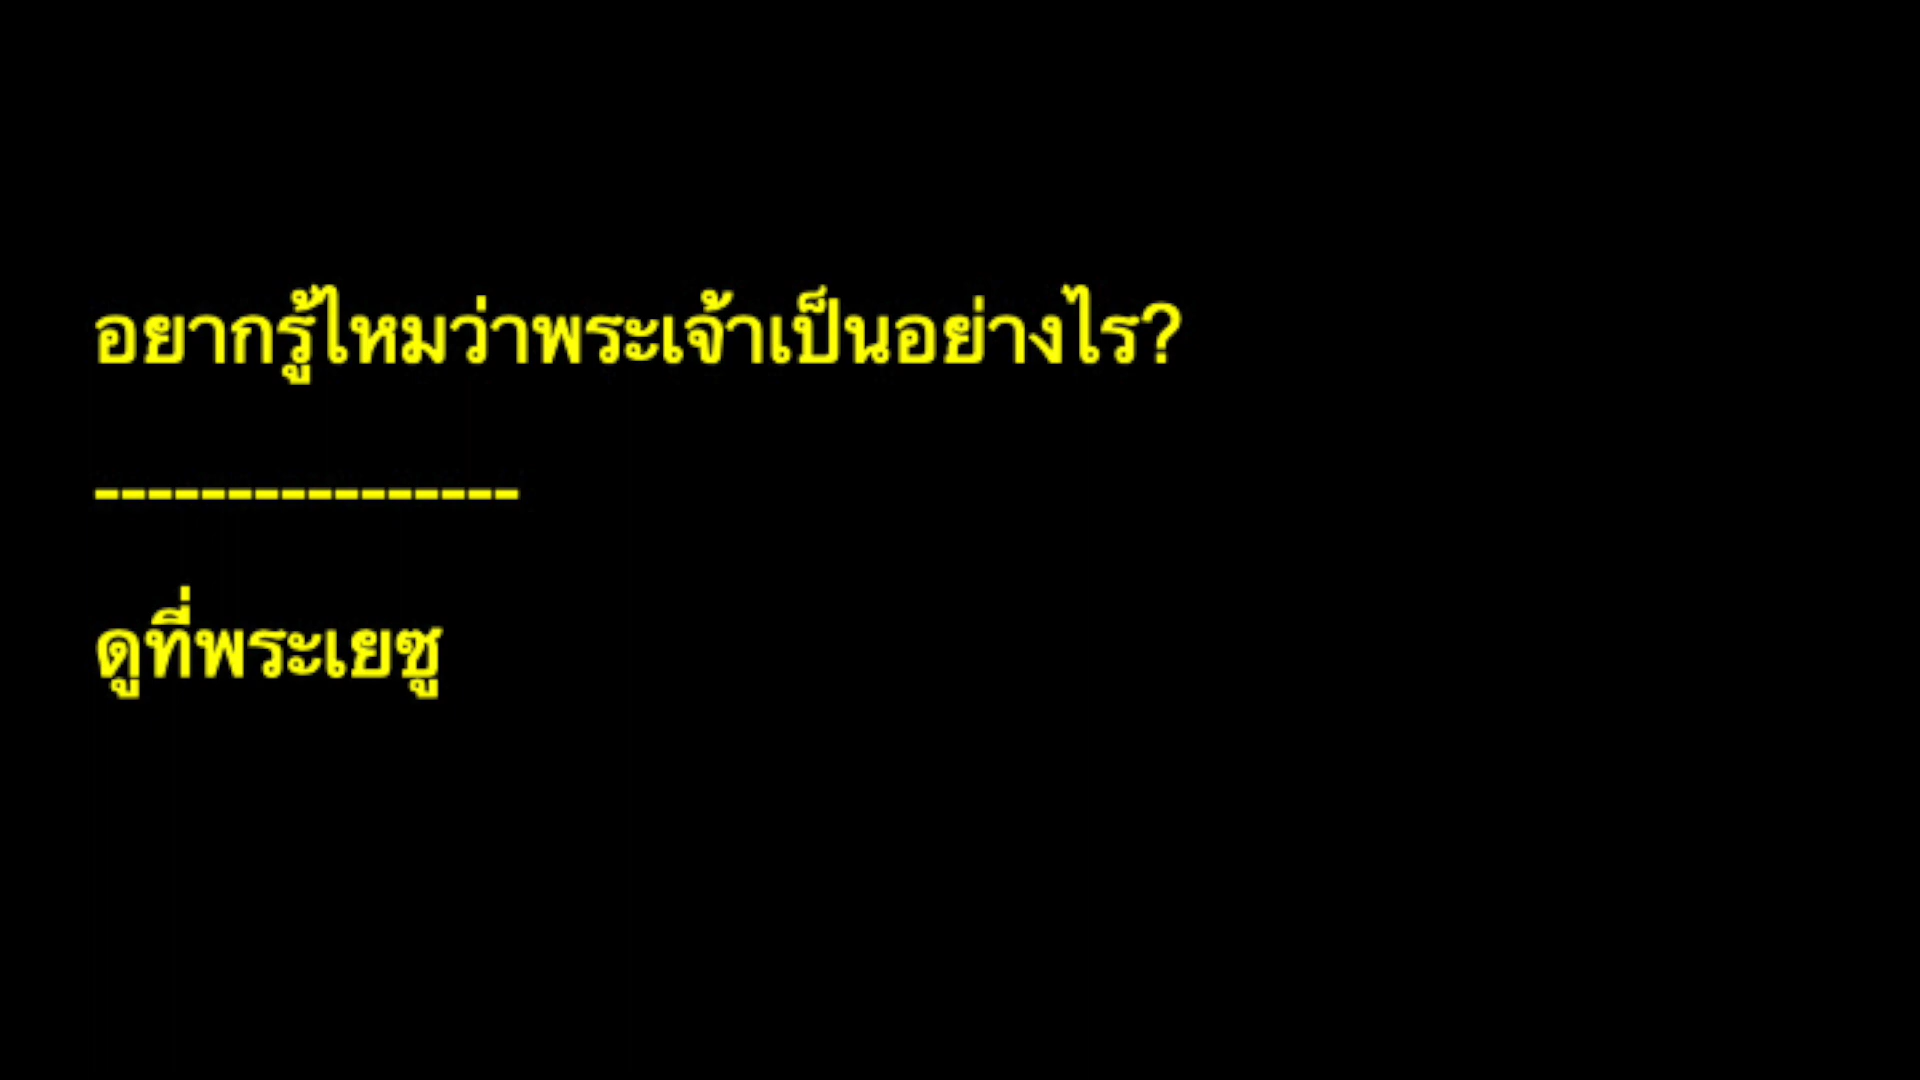 อยากรู้ไหมว่าพระเจ้าเป็นอย่างไร?
----------------
ดูที่พระเยซู